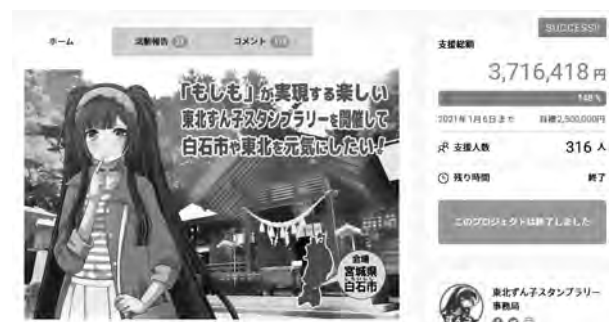 ホーム
活動報告
コメント
「もしも」が実現する楽しい
東北ずん子スタンプラリーを開催して
白石市や東北を元気にしたい！
会場
宮城県
白石市
SUCCESS!!
支援総額
3,716,418 円
148%
2021年1月6日まで 目標2,500,000円
支援人数 316 人
残り時間 終了
このプロジェクトは終了しました
東北ずん子スタンプラリー
事務局